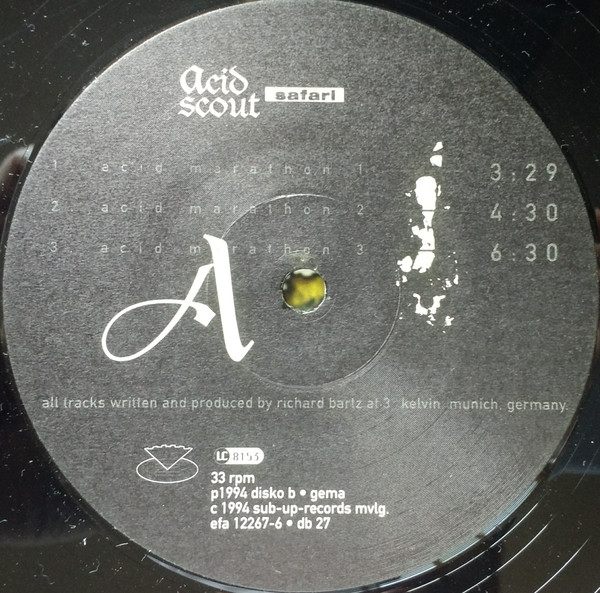 acid
scout safari
1. acid marathon 1 3:29
2. acid marathon 2 4:30
3. acid marathon 3 6:30
A
all tracks written and produced by richard bartz at 3° kelvin. munich, germany.
LC 8153
33 rpm
p1994 disko b • gema
c 1994 sub-up-records mvlg.
efa 12267-6 • db 27